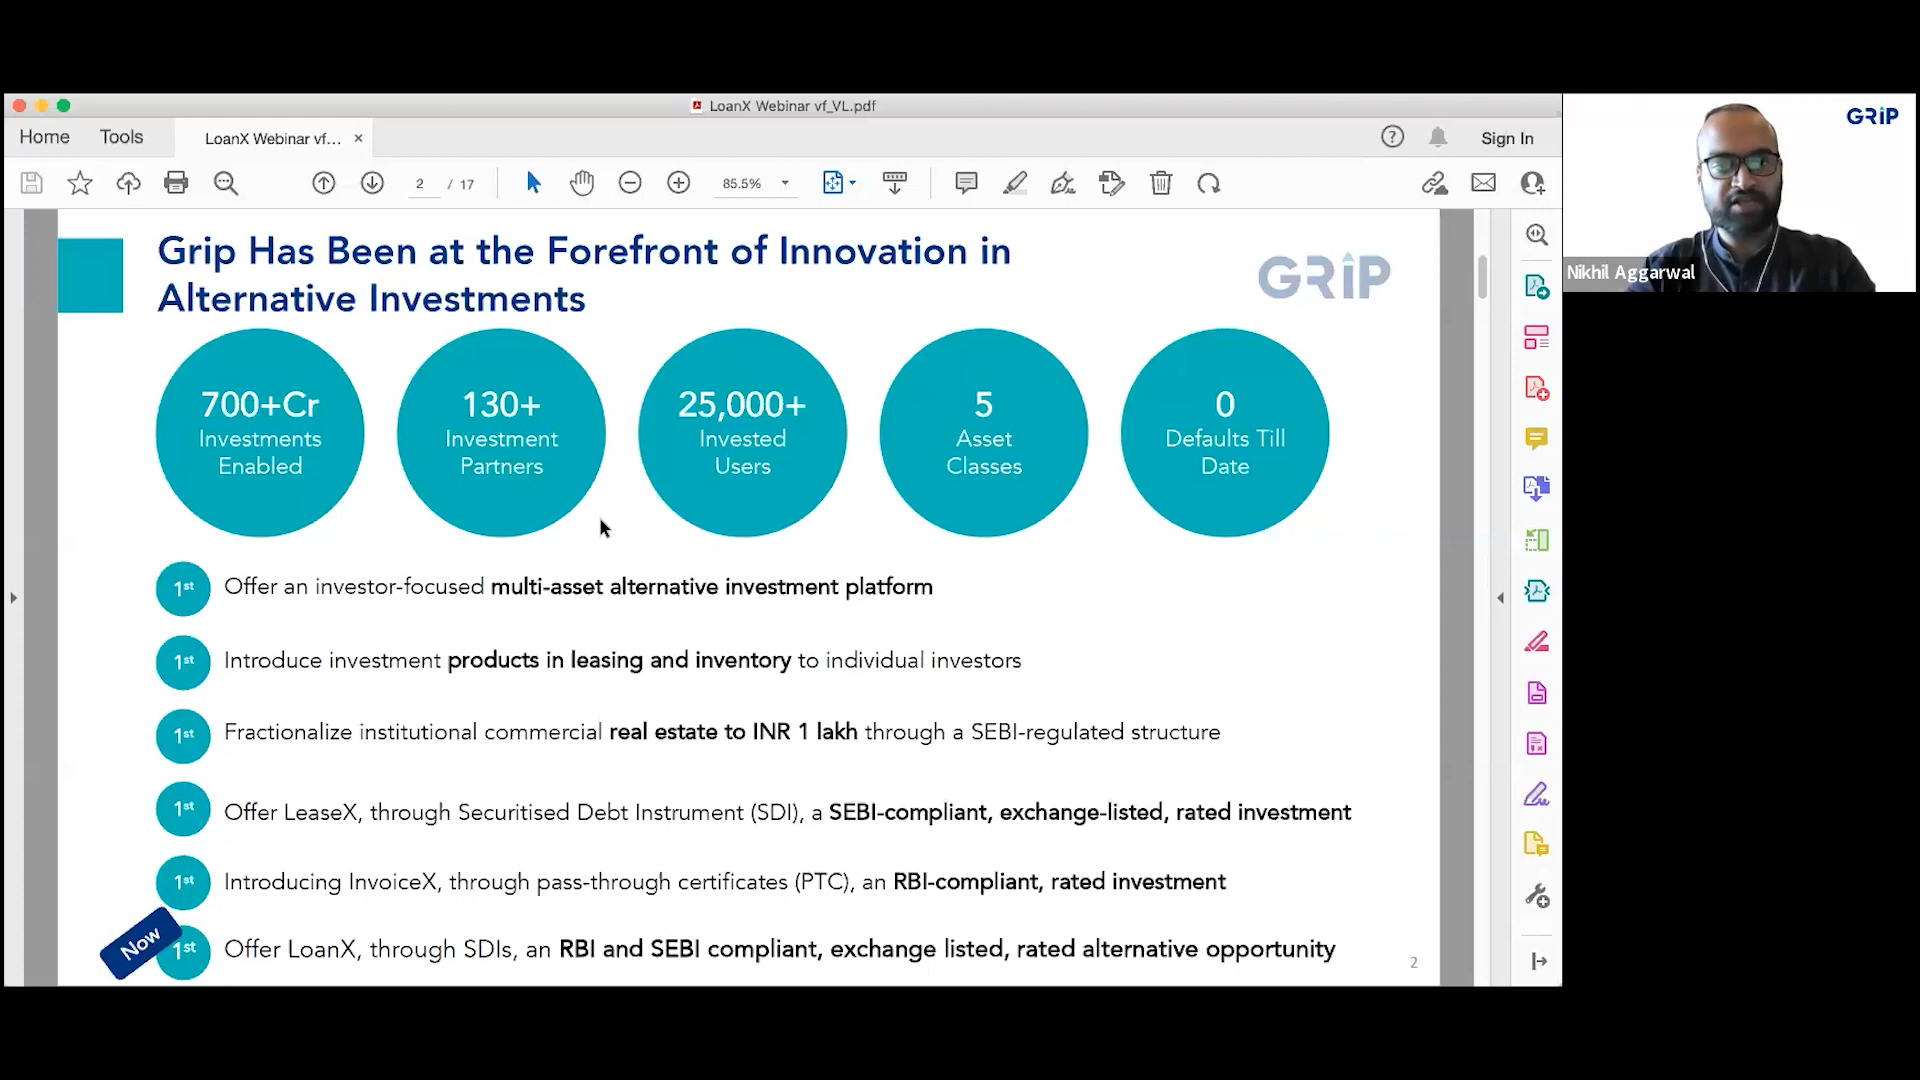 LoanX Webinar vf_VL.pdf
Home
Tools
LoanX Webinar vf...
Sign In
2 / 17
85.5%
Grip Has Been at the Forefront of Innovation in
Alternative Investments
GRiP
700+Cr
Investments
Enabled
130+
Investment
Partners
25,000+
Invested
Users
5
Asset
Classes
0
Defaults Till
Date
1st Offer an investor-focused multi-asset alternative investment platform
1st Introduce investment products in leasing and inventory to individual investors
1st Fractionalize institutional commercial real estate to INR 1 lakh through a SEBI-regulated structure
1st Offer LeaseX, through Securitised Debt Instrument (SDI), a SEBI-compliant, exchange-listed, rated investment
1st Introducing InvoiceX, through pass-through certificates (PTC), an RBI-compliant, rated investment
Now
1st Offer LoanX, through SDIs, an RBI and SEBI compliant, exchange listed, rated alternative opportunity
2
GRiP
Nikhil Aggarwal